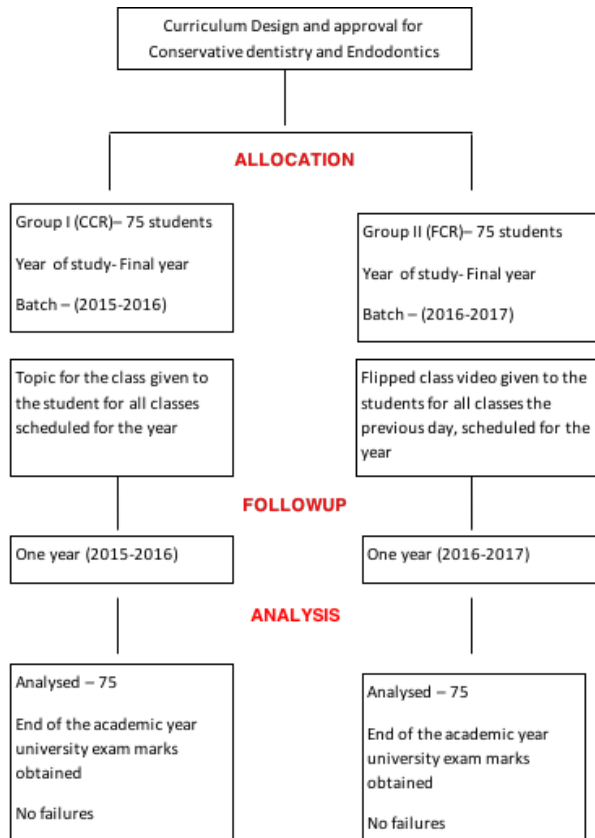 Curriculum Design and approval for
Conservative dentistry and Endodontics
ALLOCATION
Group I (CCR)– 75 students
Year of study- Final year
Batch – (2015-2016)
Group II (FCR)– 75 students
Year of study- Final year
Batch – (2016-2017)
Topic for the class given to
the student for all classes
scheduled for the year
Flipped class video given to the
students for all classes the
previous day, scheduled for the
year
FOLLOWUP
One year (2015-2016)
One year (2016-2017)
ANALYSIS
Analysed – 75
End of the academic year
university exam marks
obtained
No failures
Analysed – 75
End of the academic year
university exam marks
obtained
No failures